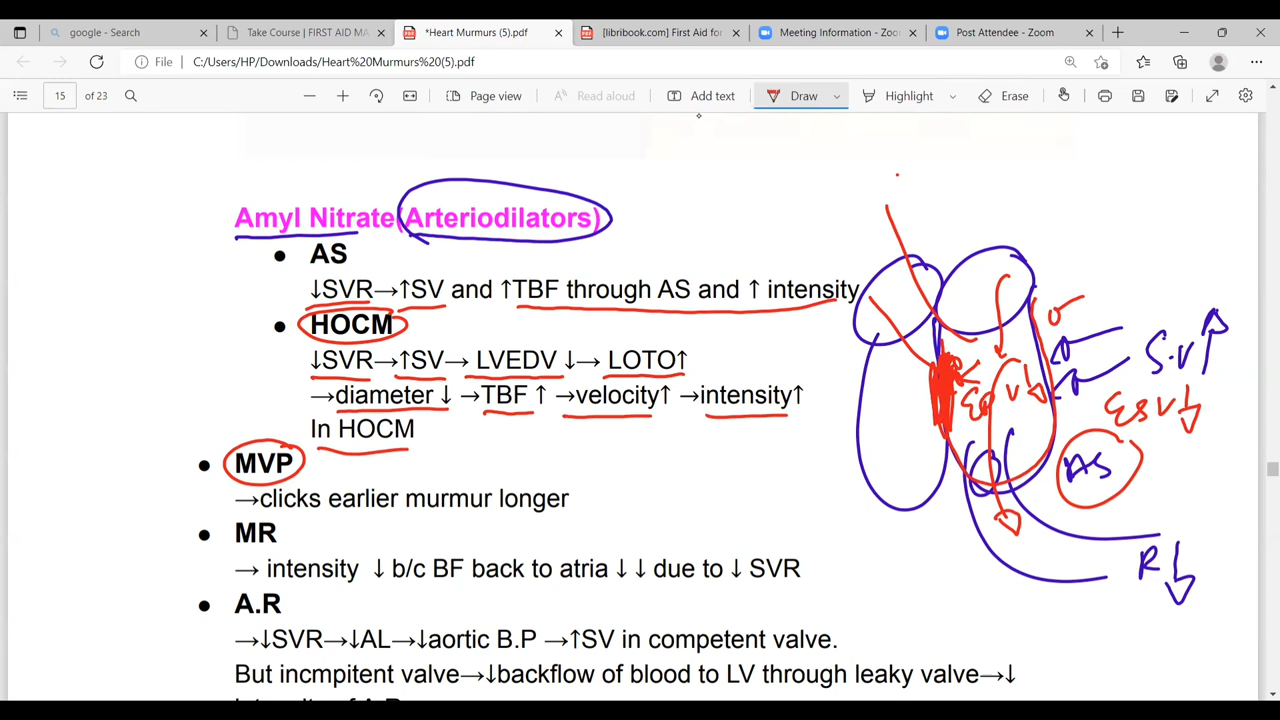 google - Search
Take Course | FIRST AID MA
*Heart Murmurs (5).pdf
[libribook.com] First Aid for
Meeting Information - Zoom
Post Attendee - Zoom
File
C:/Users/HP/Downloads/Heart%20Murmurs%20(5).pdf
15 of 23
Page view
Read aloud
Add text
Draw
Highlight
Erase
Amyl Nitrate(Arteriodilators)
● AS
↓SVR→↑SV and ↑TBF through AS and ↑ intensity
● HOCM
↓SVR→↑SV→ LVEDV ↓→ LOTO↑
→diameter ↓ →TBF ↑ →velocity↑ →intensity↑
In HOCM
● MVP
→clicks earlier murmur longer
● MR
→ intensity ↓ b/c BF back to atria ↓ ↓ due to ↓ SVR
● A.R
→↓SVR→↓AL→↓aortic B.P →↑SV in competent valve.
But incmpitent valve→↓backflow of blood to LV through leaky valve→↓
S.V↑
ESV↓
AS
R↓